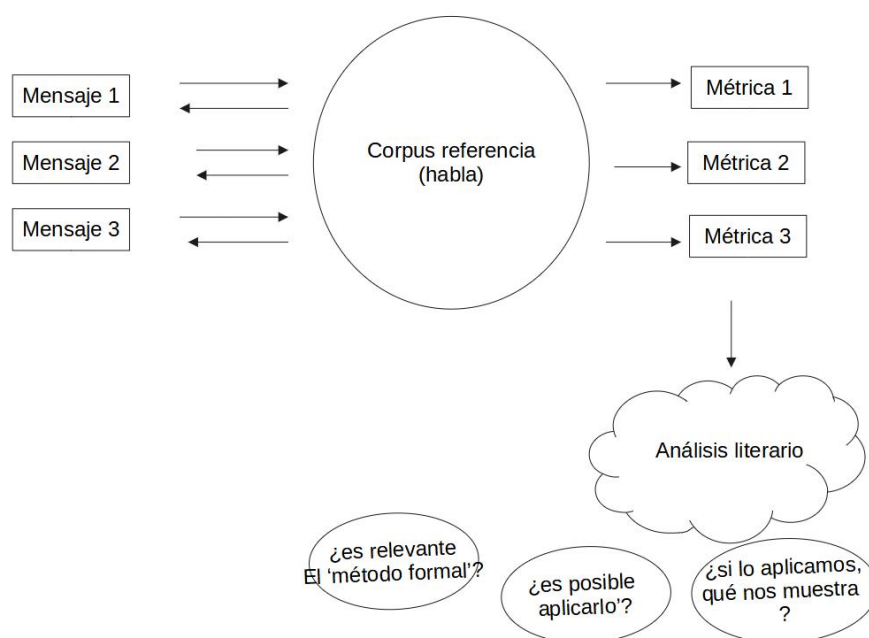 Mensaje 1
Mensaje 2
Mensaje 3
Corpus referencia
(habla)
Métrica 1
Métrica 2
Métrica 3
Análisis literario
¿es relevante
El ‘método formal’?
¿es posible
aplicarlo’?
¿si lo aplicamos,
qué nos muestra
?